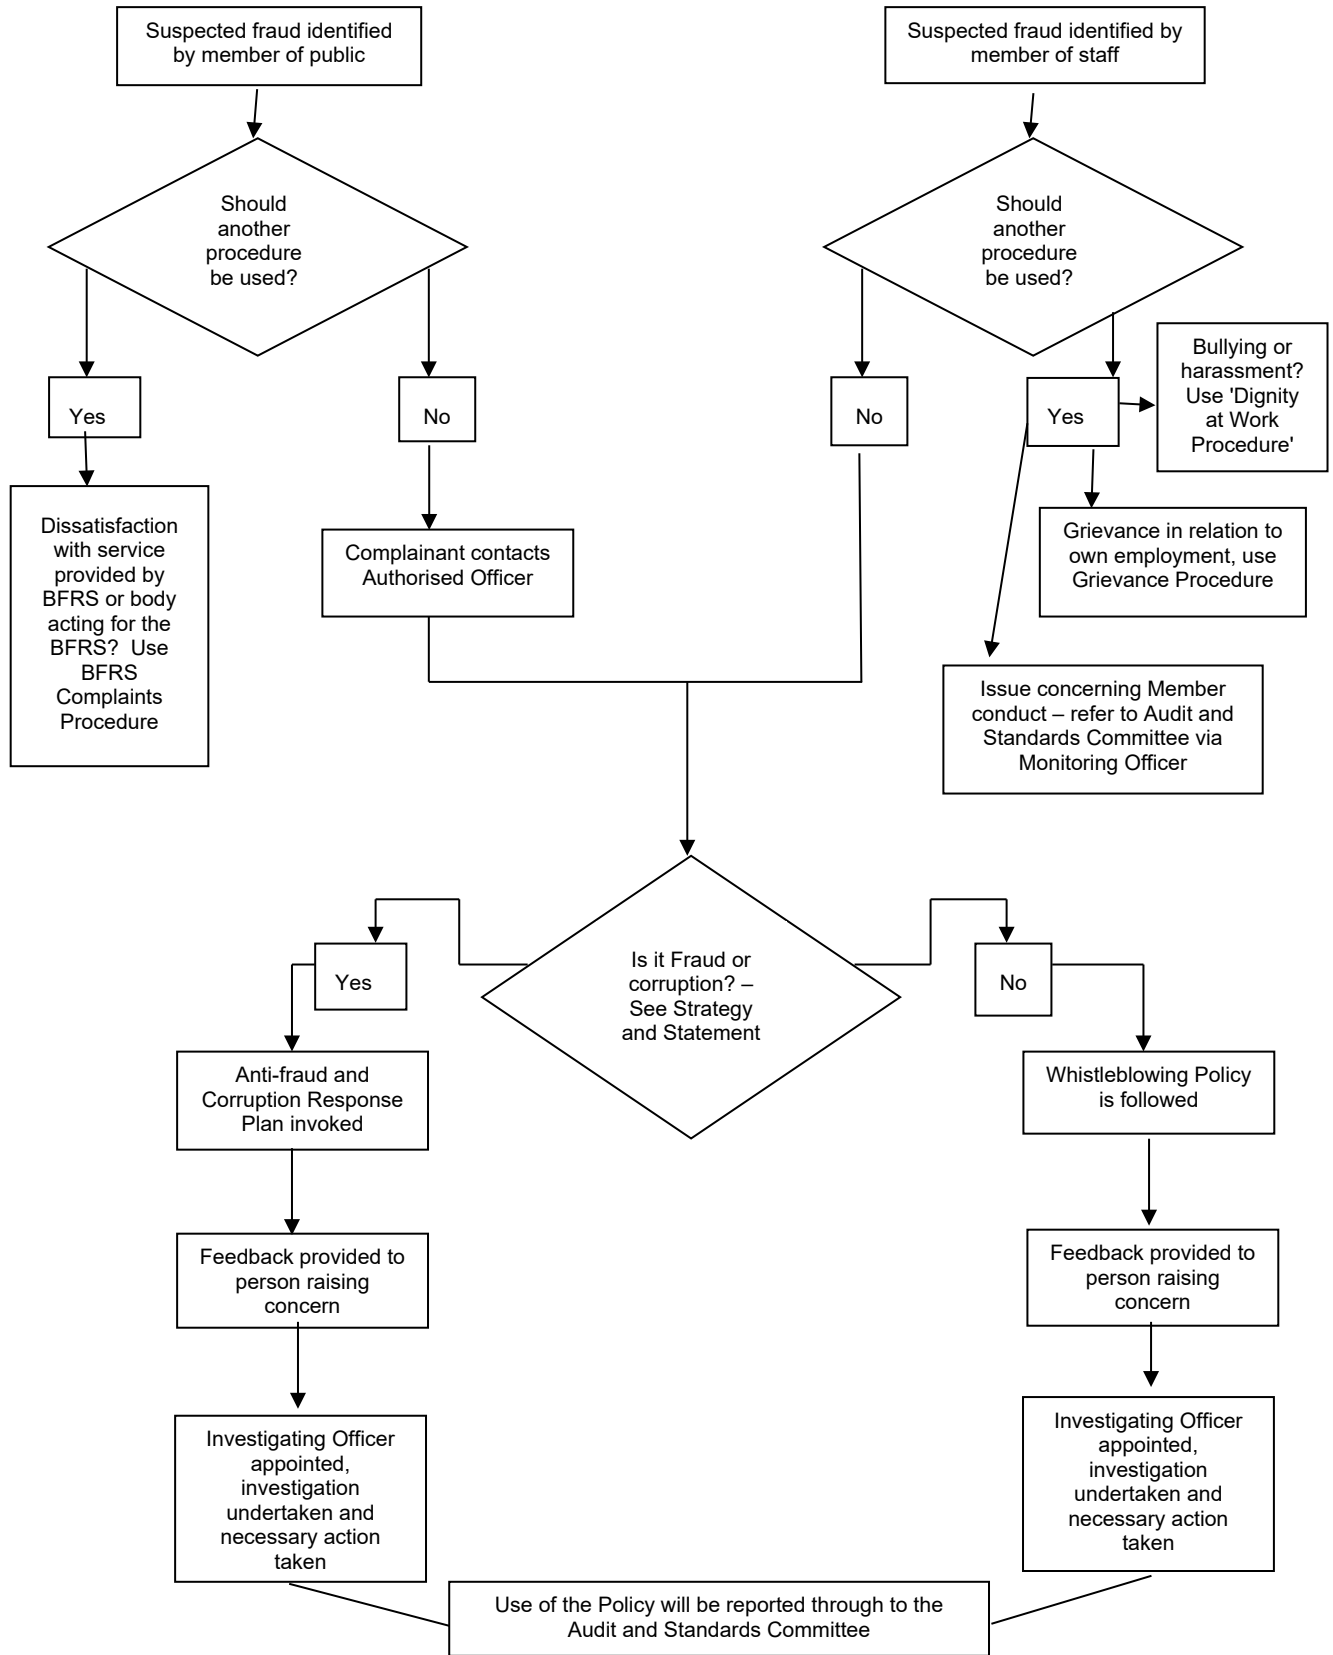 Suspected fraud identified
by member of public
Suspected fraud identified by
member of staff
Should
another
procedure
be used?
Should
another
procedure
be used?
Yes
No
No
Yes
Bullying or
harassment?
Use 'Dignity
at Work
Procedure'
Dissatisfaction
with service
provided by
BFRS or body
acting for the
BFRS?  Use
BFRS
Complaints
Procedure
Complainant contacts
Authorised Officer
Grievance in relation to
own employment, use
Grievance Procedure
Issue concerning Member
conduct – refer to Audit and
Standards Committee via
Monitoring Officer
Is it Fraud or
corruption? –
See Strategy
and Statement
Yes
No
Anti-fraud and
Corruption Response
Plan invoked
Whistleblowing Policy
is followed
Feedback provided to
person raising
concern
Feedback provided to
person raising
concern
Investigating Officer
appointed,
investigation
undertaken and
necessary action
taken
Investigating Officer
appointed,
investigation
undertaken and
necessary action
taken
Use of the Policy will be reported through to the
Audit and Standards Committee